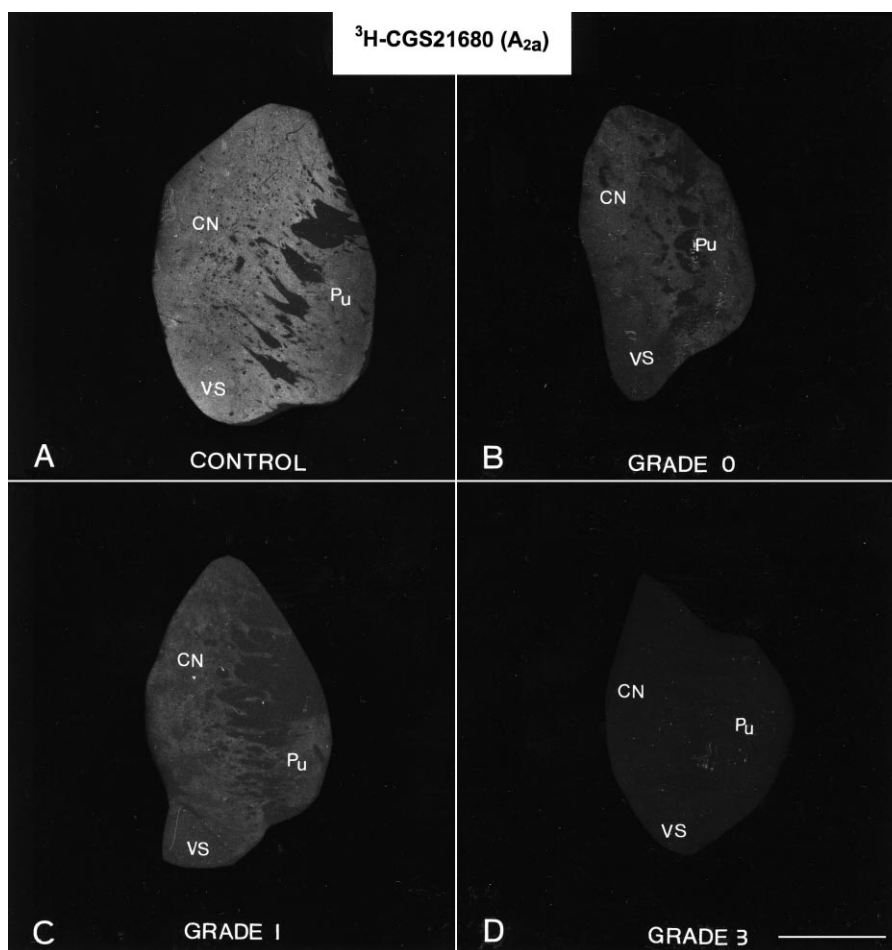 ³H-CGS21680 (A₂ₐ)
CN
Pu
VS
A
CONTROL
CN
Pu
VS
B
GRADE 0
CN
Pu
VS
C
GRADE I
CN
Pu
VS
D
GRADE 3